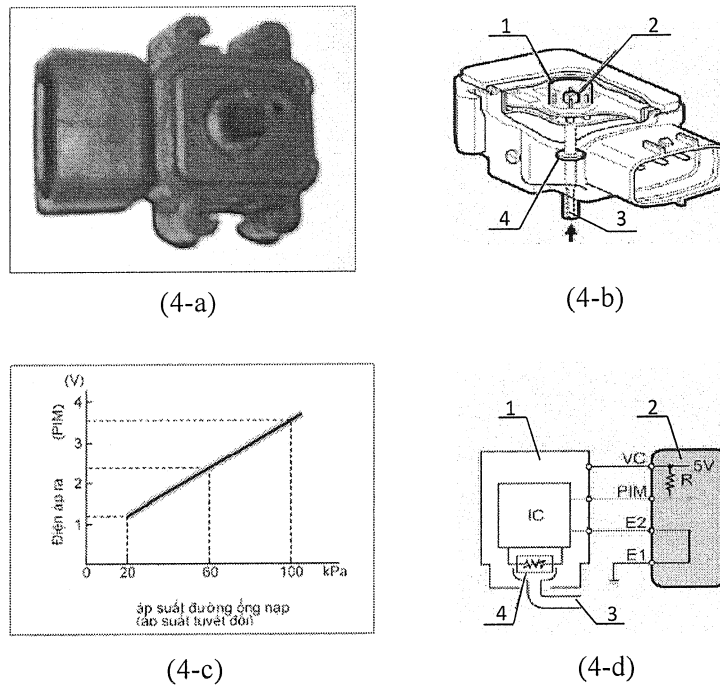 1
2
4
3
(4-a)
(4-b)
(V)
4
3
2
1
0
20
60
100
kPa
Điện áp ra (PIM)
áp suất đường ống nạp
(áp suất tuyệt đối)
1
2
VC
5V
R
PIM
IC
E2
E1
4
3
(4-c)
(4-d)